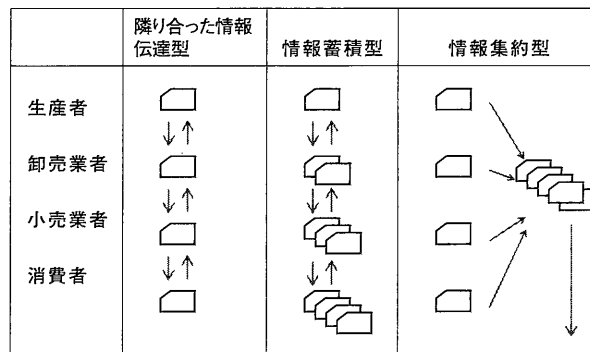 隣り合った情報
伝達型
情報蓄積型
情報集約型
生産者
卸売業者
小売業者
消費者